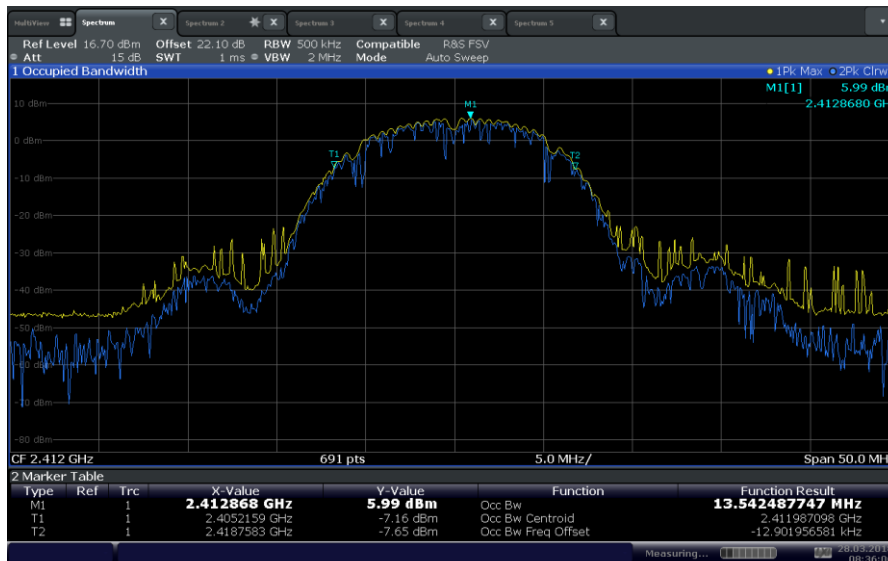 MultiView Spectrum X Spectrum 2 X Spectrum 3 X Spectrum 4 X Spectrum 5 X
Ref Level 16.70 dBm Offset 22.10 dB RBW 500 kHz Compatible R&S FSV
Att 15 dB SWT 1 ms VBW 2 MHz Mode Auto Sweep
1 Occupied Bandwidth 1Pk Max 2Pk Clrw
M1[1] 5.99 dB
2.4128680 GH
10 dBm
M1
0 dBm
T1 T2
-10 dBm
-20 dBm
-30 dBm
-40 dBm
-50 dBm
-60 dBm
-70 dBm
-80 dBm
CF 2.412 GHz 691 pts 5.0 MHz/ Span 50.0 MH
2 Marker Table
Type Ref Trc X-Value Y-Value Function Function Result
M1 1 2.412868 GHz 5.99 dBm Occ Bw 13.542487747 MHz
T1 1 2.4052159 GHz -7.16 dBm Occ Bw Centroid 2.411987098 GHz
T2 1 2.4187583 GHz -7.65 dBm Occ Bw Freq Offset -12.901956581 kHz
Measuring... 28.03.201
08:36:0